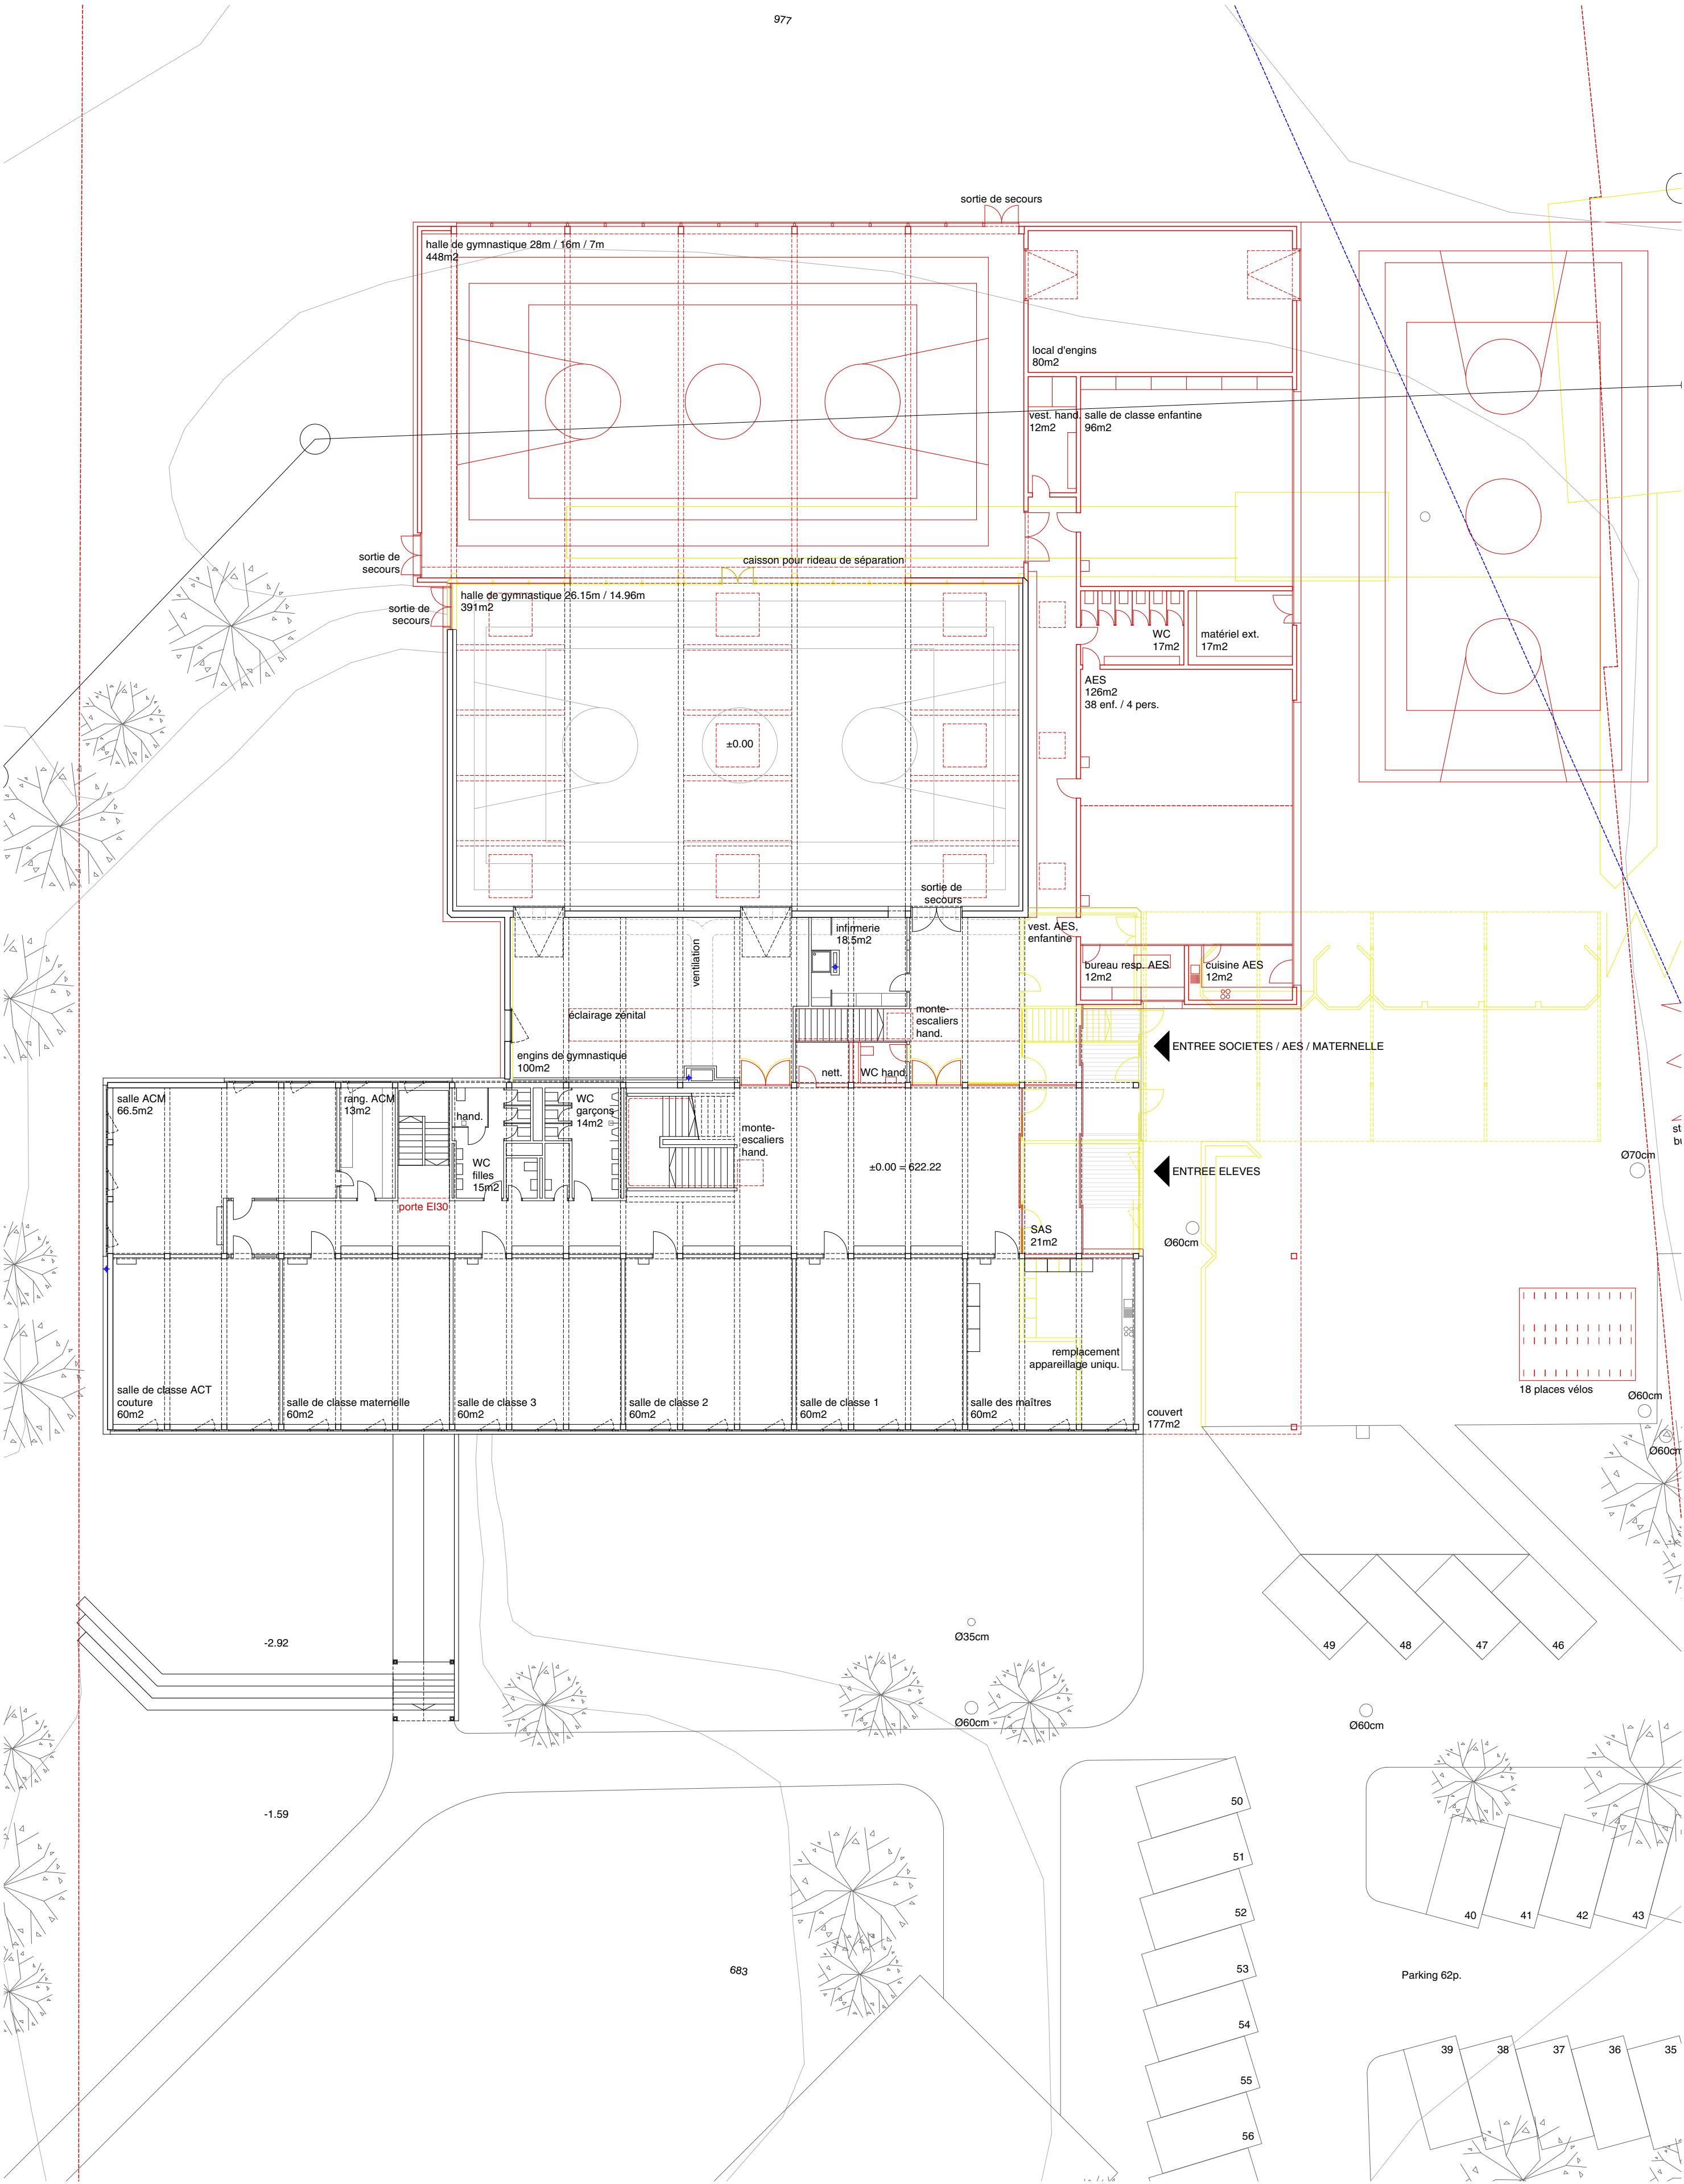 977
sortie de secours
halle de gymnastique 28m / 16m / 7m
448m2
local d'engins
80m2
vest. hand.
12m2
salle de classe enfantine
96m2
sortie de
secours
caisson pour rideau de séparation
sortie de
secours
halle de gymnastique 26.15m / 14.96m
391m2
WC
17m2
matériel ext.
17m2
AES
126m2
38 enf. / 4 pers.
±0.00
sortie de
secours
infirmerie
18.5m2
vest. AES,
enfantine
ventilation
bureau resp. AES
12m2
cuisine AES
12m2
éclairage zénital
monte-
escaliers
hand.
ENTREE SOCIETES / AES / MATERNELLE
engins de gymnastique
100m2
nett.
WC hand.
salle ACM
66.5m2
rang. ACM
13m2
hand.
WC
garçons
14m2
monte-
escaliers
hand.
WC
filles
15m2
±0.00 = 622.22
ENTREE ELEVES
porte EI30
SAS
21m2
st
bu
Ø70cm
Ø60cm
remplacement
appareillage uniqu.
18 places vélos
salle de classe ACT
couture
60m2
salle de classe maternelle
60m2
salle de classe 3
60m2
salle de classe 2
60m2
salle de classe 1
60m2
salle des maîtres
60m2
couvert
177m2
Ø60cm
Ø60cm
-2.92
Ø35cm
49
48
47
46
Ø60cm
Ø60cm
-1.59
50
51
52
53
54
55
56
40
41
42
43
683
Parking 62p.
39
38
37
36
35